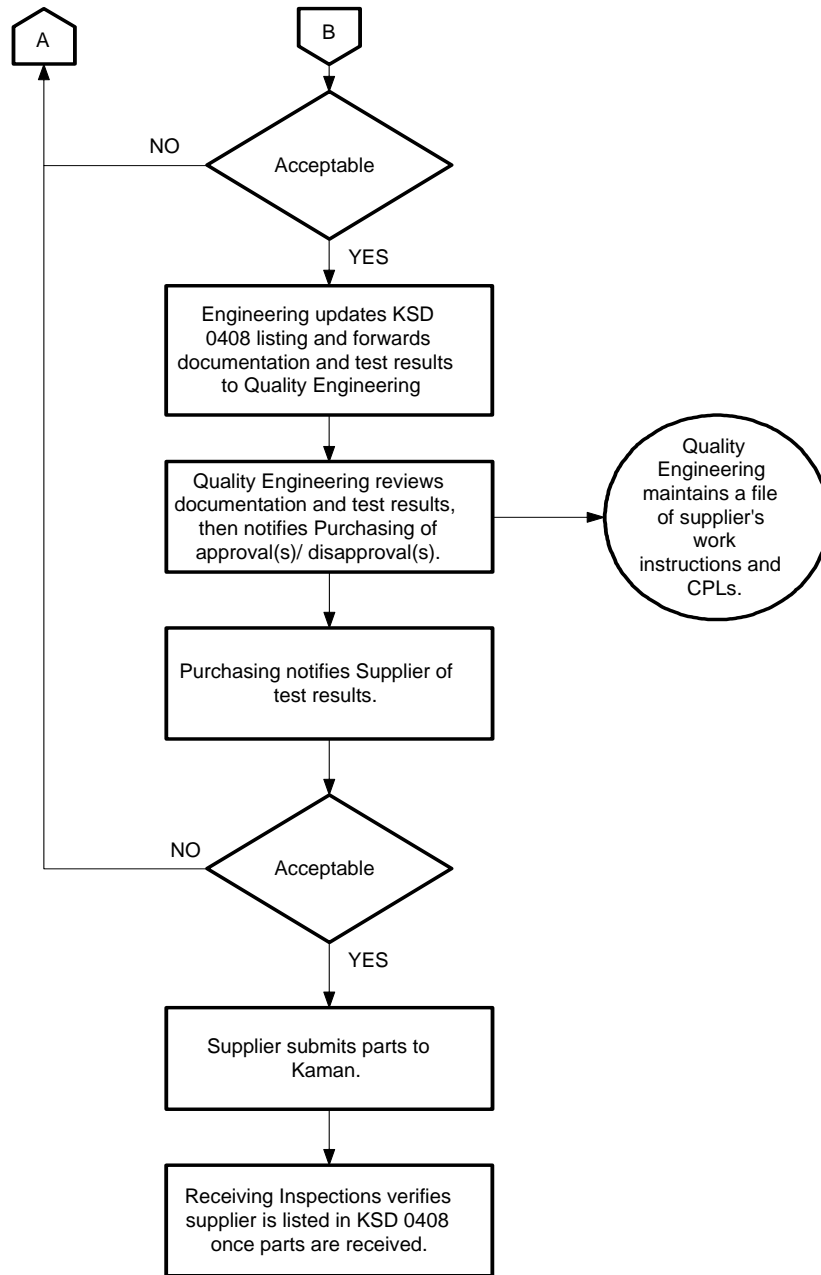 A
B
NO
Acceptable
YES
Engineering updates KSD
0408 listing and forwards
documentation and test results
to Quality Engineering
Quality Engineering reviews
documentation and test results,
then notifies Purchasing of
approval(s)/ disapproval(s).
Quality
Engineering
maintains a file
of supplier's
work
instructions and
CPLs.
Purchasing notifies Supplier of
test results.
NO
Acceptable
YES
Supplier submits parts to
Kaman.
Receiving Inspections verifies
supplier is listed in KSD 0408
once parts are received.